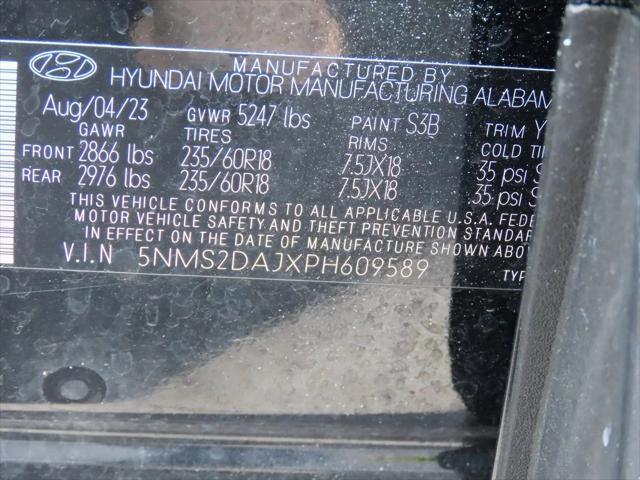 MANUFACTURED BY
HYUNDAI MOTOR MANUFACTURING ALABAM
Aug/04/23 GVWR 5247 lbs PAINT S3B TRIM Y
GAWR TIRES RIMS COLD TI
FRONT 2866 lbs 235/60R18 7.5JX18 35 psi S
REAR 2976 lbs 235/60R18 7.5JX18 35 psi S
THIS VEHICLE CONFORMS TO ALL APPLICABLE U.S.A. FEDE
MOTOR VEHICLE SAFETY AND THEFT PREVENTION STANDAR
IN EFFECT ON THE DATE OF MANUFACTURE SHOWN ABOV
V.I.N 5NMS2DAJXPH609589 TYP